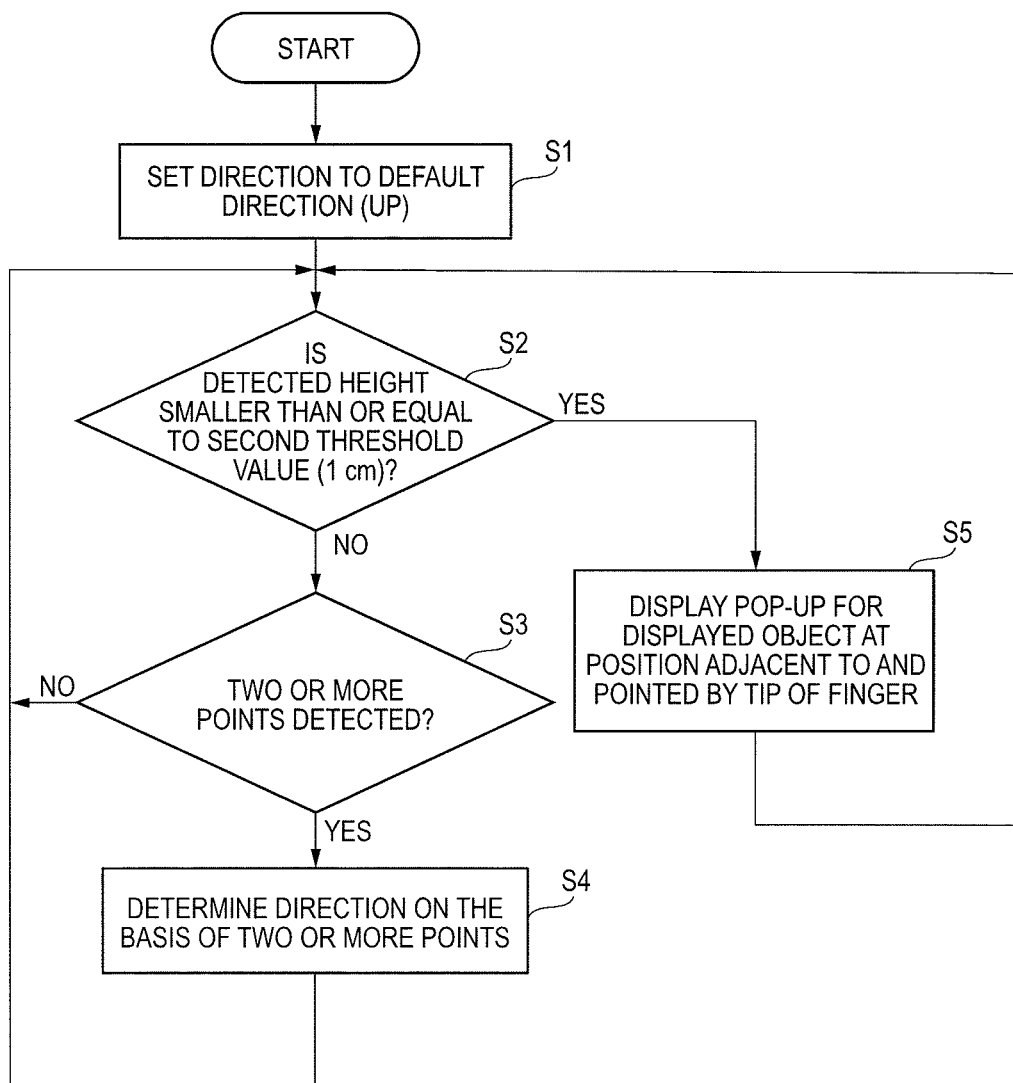 START
S1
SET DIRECTION TO DEFAULT
DIRECTION (UP)
S2
IS
DETECTED HEIGHT
SMALLER THAN OR EQUAL
TO SECOND THRESHOLD
VALUE (1 cm)?
YES
NO
S5
DISPLAY POP-UP FOR
DISPLAYED OBJECT AT
POSITION ADJACENT TO AND
POINTED BY TIP OF FINGER
S3
NO
TWO OR MORE
POINTS DETECTED?
YES
S4
DETERMINE DIRECTION ON THE
BASIS OF TWO OR MORE POINTS